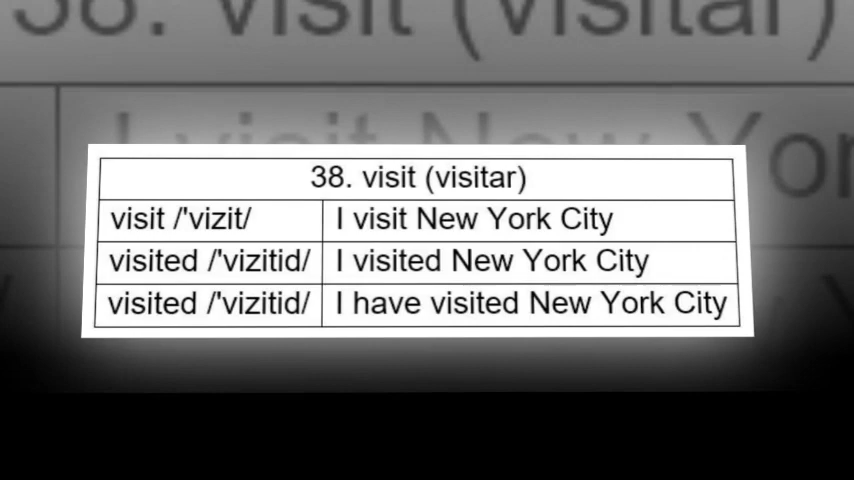 38. visit (visitar)
visit /'vizit/ I visit New York City
visited /'vizitid/ I visited New York City
visited /'vizitid/ I have visited New York City